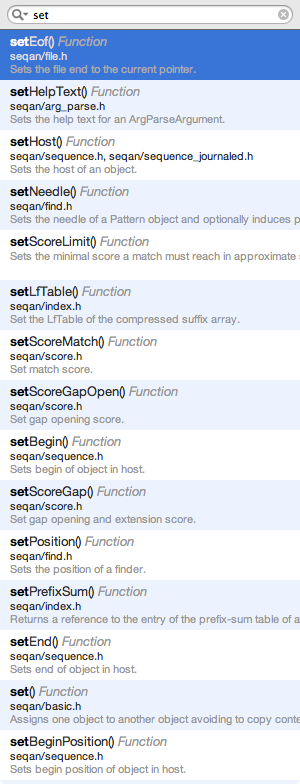 set
setEof() Function
seqan/file.h
Sets the file end to the current pointer.
setHelpText() Function
seqan/arg_parse.h
Sets the help text for an ArgParseArgument.
setHost() Function
seqan/sequence.h, seqan/sequence_journaled.h
Sets the host of an object.
setNeedle() Function
seqan/find.h
Sets the needle of a Pattern object and optionally induces p
setScoreLimit() Function
Sets the minimal score a match must reach in approximate
setLfTable() Function
seqan/index.h
Set the LfTable of the compressed suffix array.
setScoreMatch() Function
seqan/score.h
Set match score.
setScoreGapOpen() Function
seqan/score.h
Set gap opening score.
setBegin() Function
seqan/sequence.h
Sets begin of object in host.
setScoreGap() Function
seqan/score.h
Set gap opening and extension score.
setPosition() Function
seqan/find.h
Sets the position of a finder.
setPrefixSum() Function
seqan/index.h
Returns a reference to the entry of the prefix-sum table of a
setEnd() Function
seqan/sequence.h
Sets end of object in host.
set() Function
seqan/basic.h
Assigns one object to another object avoiding to copy conte
setBeginPosition() Function
seqan/sequence.h
Sets begin position of object in host.